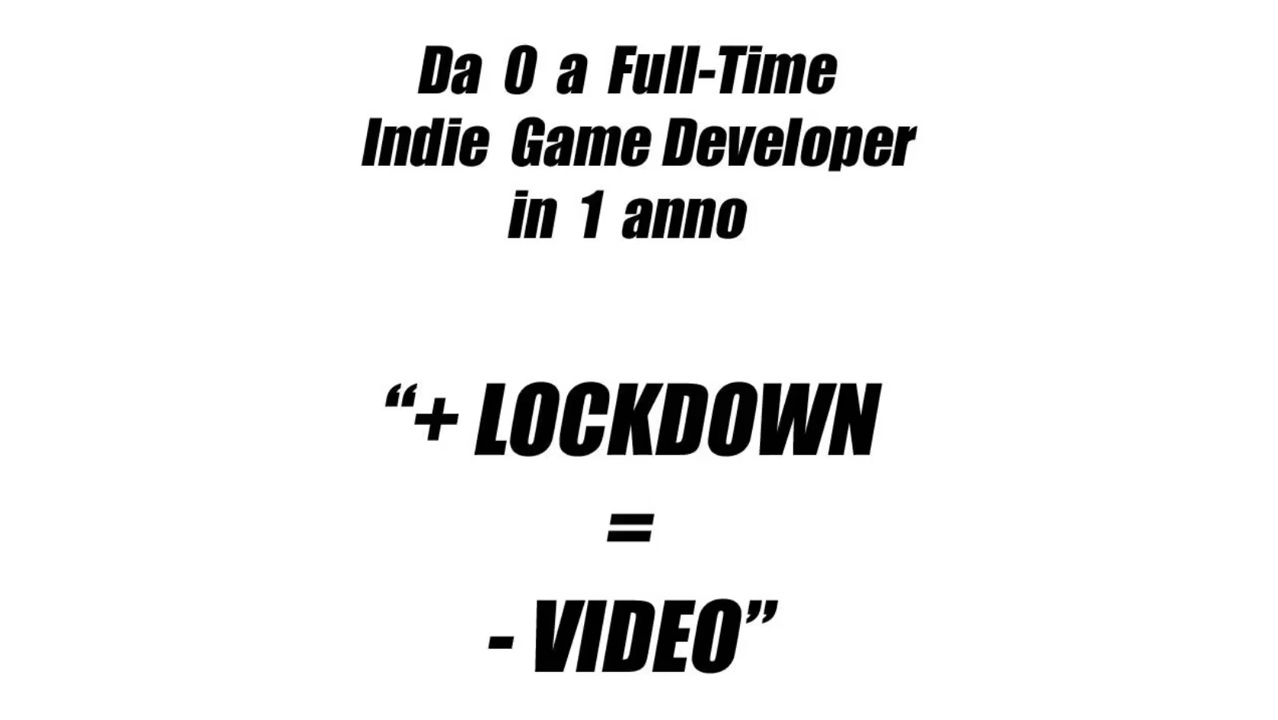 Da 0 a Full-Time
Indie Game Developer
in 1 anno
“+ LOCKDOWN
=
- VIDEO”